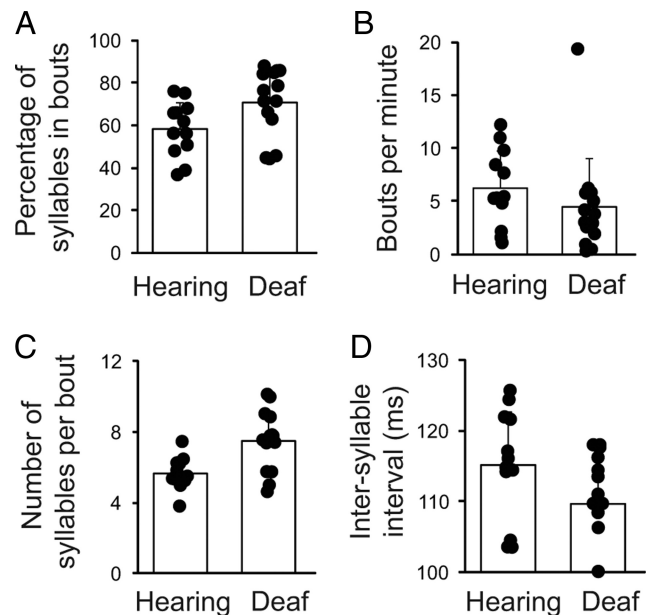 A
Percentage of
syllables in bouts
100
80
60
40
20
0
Hearing Deaf
B
Bouts per minute
20
15
10
5
0
Hearing Deaf
C
Number of
syllables per bout
12
8
4
0
Hearing Deaf
D
Inter-syllable
interval (ms)
130
120
110
100
Hearing Deaf